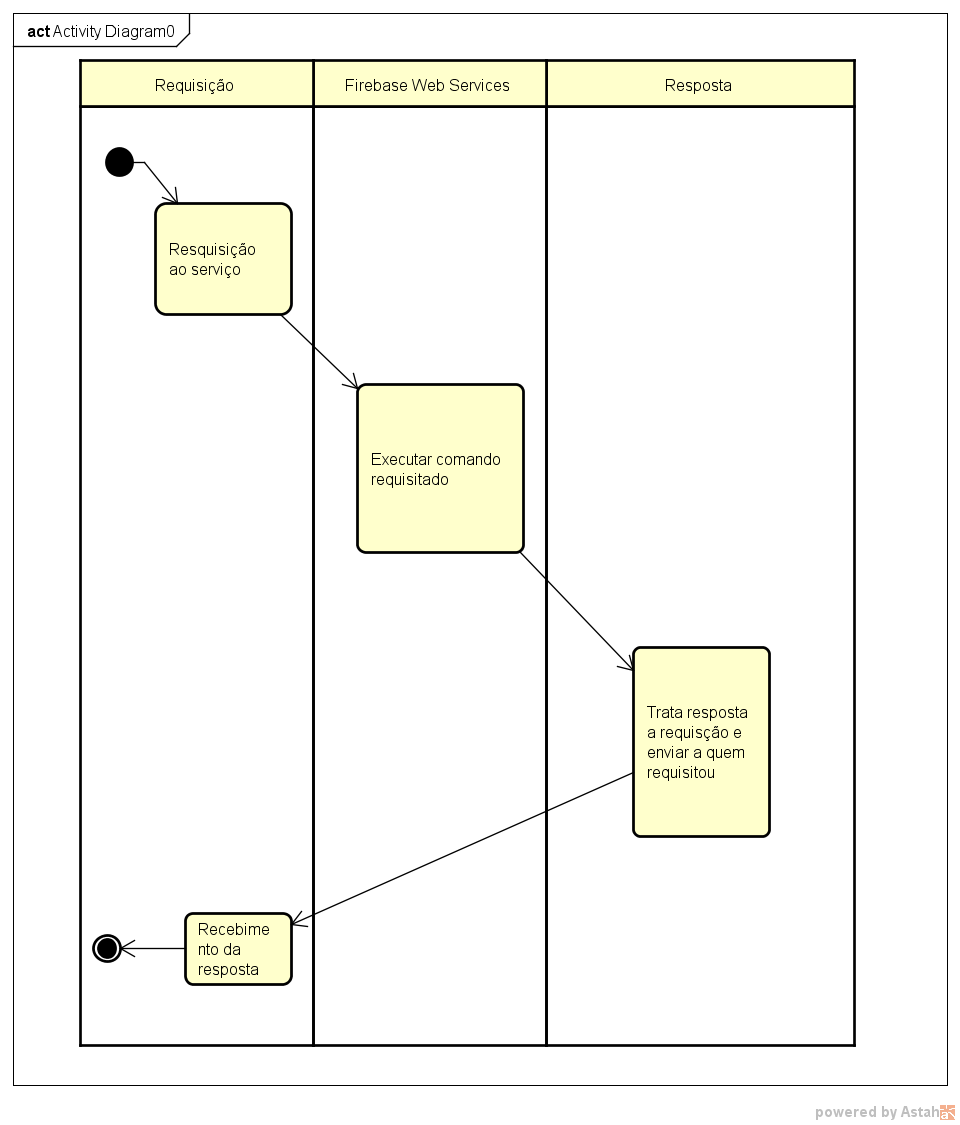 act Activity Diagram0
Requisição
Firebase Web Services
Resposta
Resquisição
ao serviço
Executar comando
requisitado
Trata resposta
a requisção e
enviar a quem
requisitou
Recebime
nto da
resposta
powered by Astah